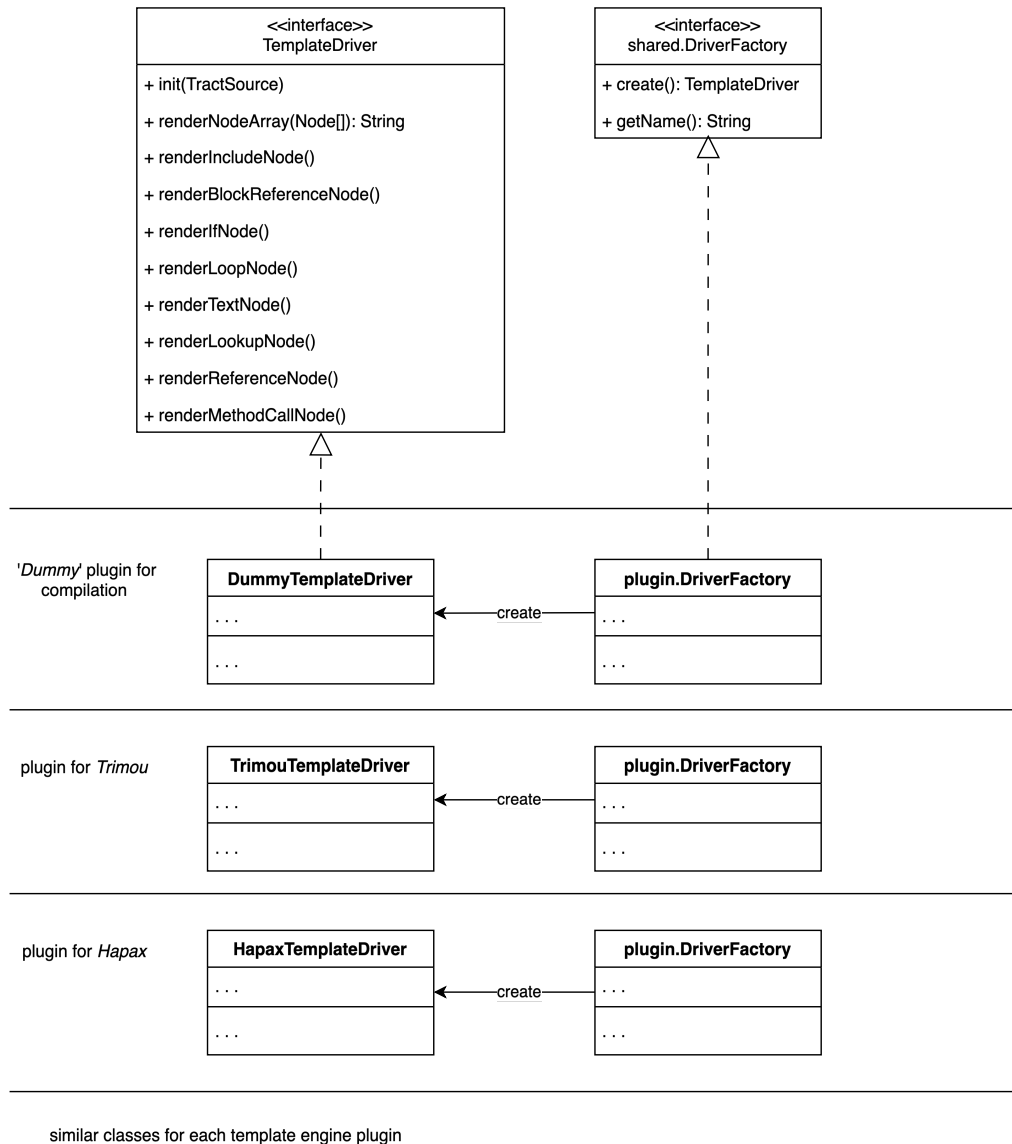 <<interface>>
TemplateDriver
+ init(TractSource)
+ renderNodeArray(Node[]): String
+ renderIncludeNode()
+ renderBlockReferenceNode()
+ renderIfNode()
+ renderLoopNode()
+ renderTextNode()
+ renderLookupNode()
+ renderReferenceNode()
+ renderMethodCallNode()
<<interface>>
shared.DriverFactory
+ create(): TemplateDriver
+ getName(): String
'Dummy' plugin for
compilation
DummyTemplateDriver
. . .
. . .
create
plugin.DriverFactory
. . .
. . .
plugin for Trimou
TrimouTemplateDriver
. . .
. . .
create
plugin.DriverFactory
. . .
. . .
plugin for Hapax
HapaxTemplateDriver
. . .
. . .
create
plugin.DriverFactory
. . .
. . .
similar classes for each template engine plugin